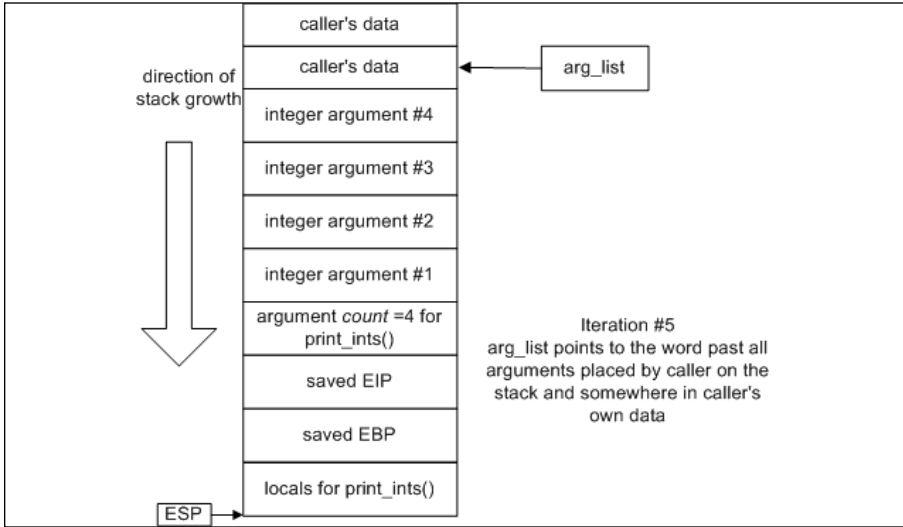 caller's data
caller's data
arg_list
direction of
stack growth
integer argument #4
integer argument #3
integer argument #2
integer argument #1
argument count =4 for
print_ints()
Iteration #5
arg_list points to the word past all
arguments placed by caller on the
stack and somewhere in caller's
own data
saved EIP
saved EBP
locals for print_ints()
ESP